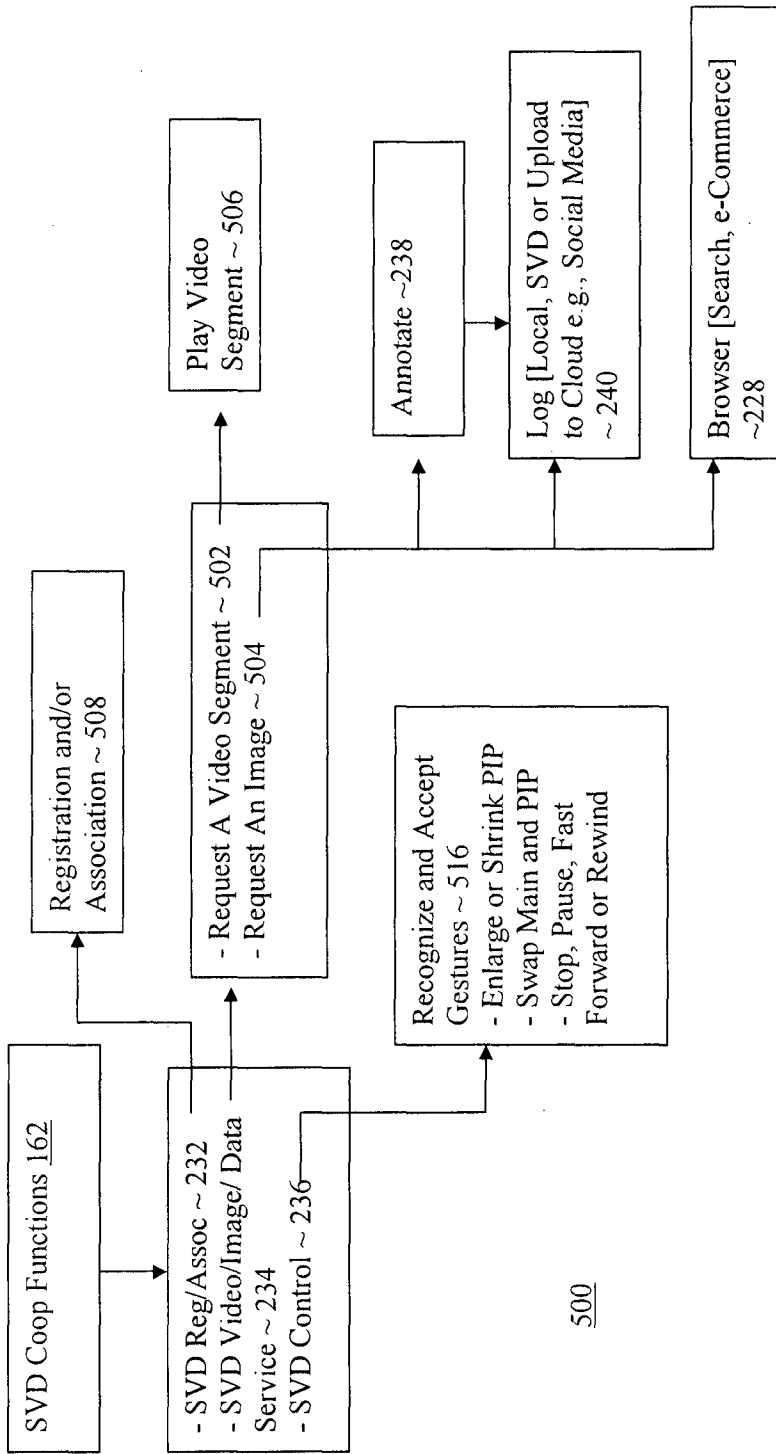 SVD Coop Functions 162
- SVD Reg/Assoc ~ 232
- SVD Video/Image/ Data
Service ~ 234
- SVD Control ~ 236
Registration and/or
Association ~ 508
- Request A Video Segment ~ 502
- Request An Image ~ 504
Play Video
Segment ~ 506
Recognize and Accept
Gestures ~ 516
- Enlarge or Shrink PIP
- Swap Main and PIP
- Stop, Pause, Fast
Forward or Rewind
Annotate ~238
Log [Local, SVD or Upload
to Cloud e.g., Social Media]
~ 240
Browser [Search, e-Commerce]
~228
500